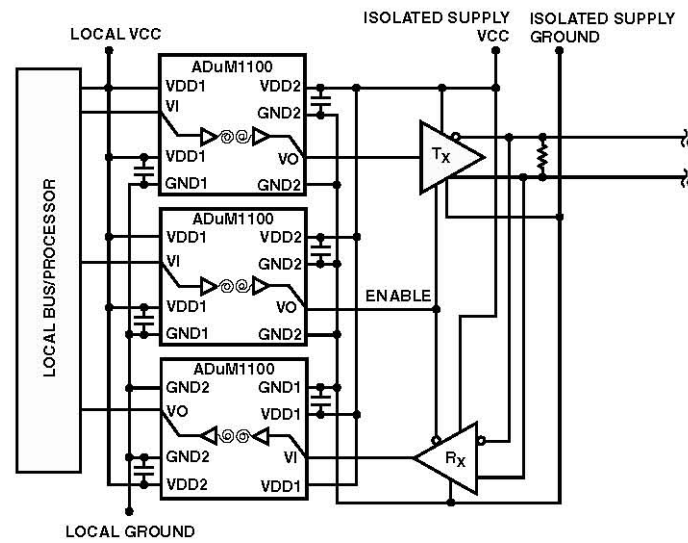 LOCAL VCC
ISOLATED SUPPLY
VCC
ISOLATED SUPPLY
GROUND
LOCAL BUS/PROCESSOR
ADuM1100
VDD1
VI
VDD1
GND1
VDD2
GND2
VO
GND2
TX
ADuM1100
VDD1
VI
VDD1
GND1
VDD2
GND2
VO
GND2
ENABLE
ADuM1100
GND2
VO
GND2
VDD2
GND1
VDD1
VI
VDD1
RX
LOCAL GROUND